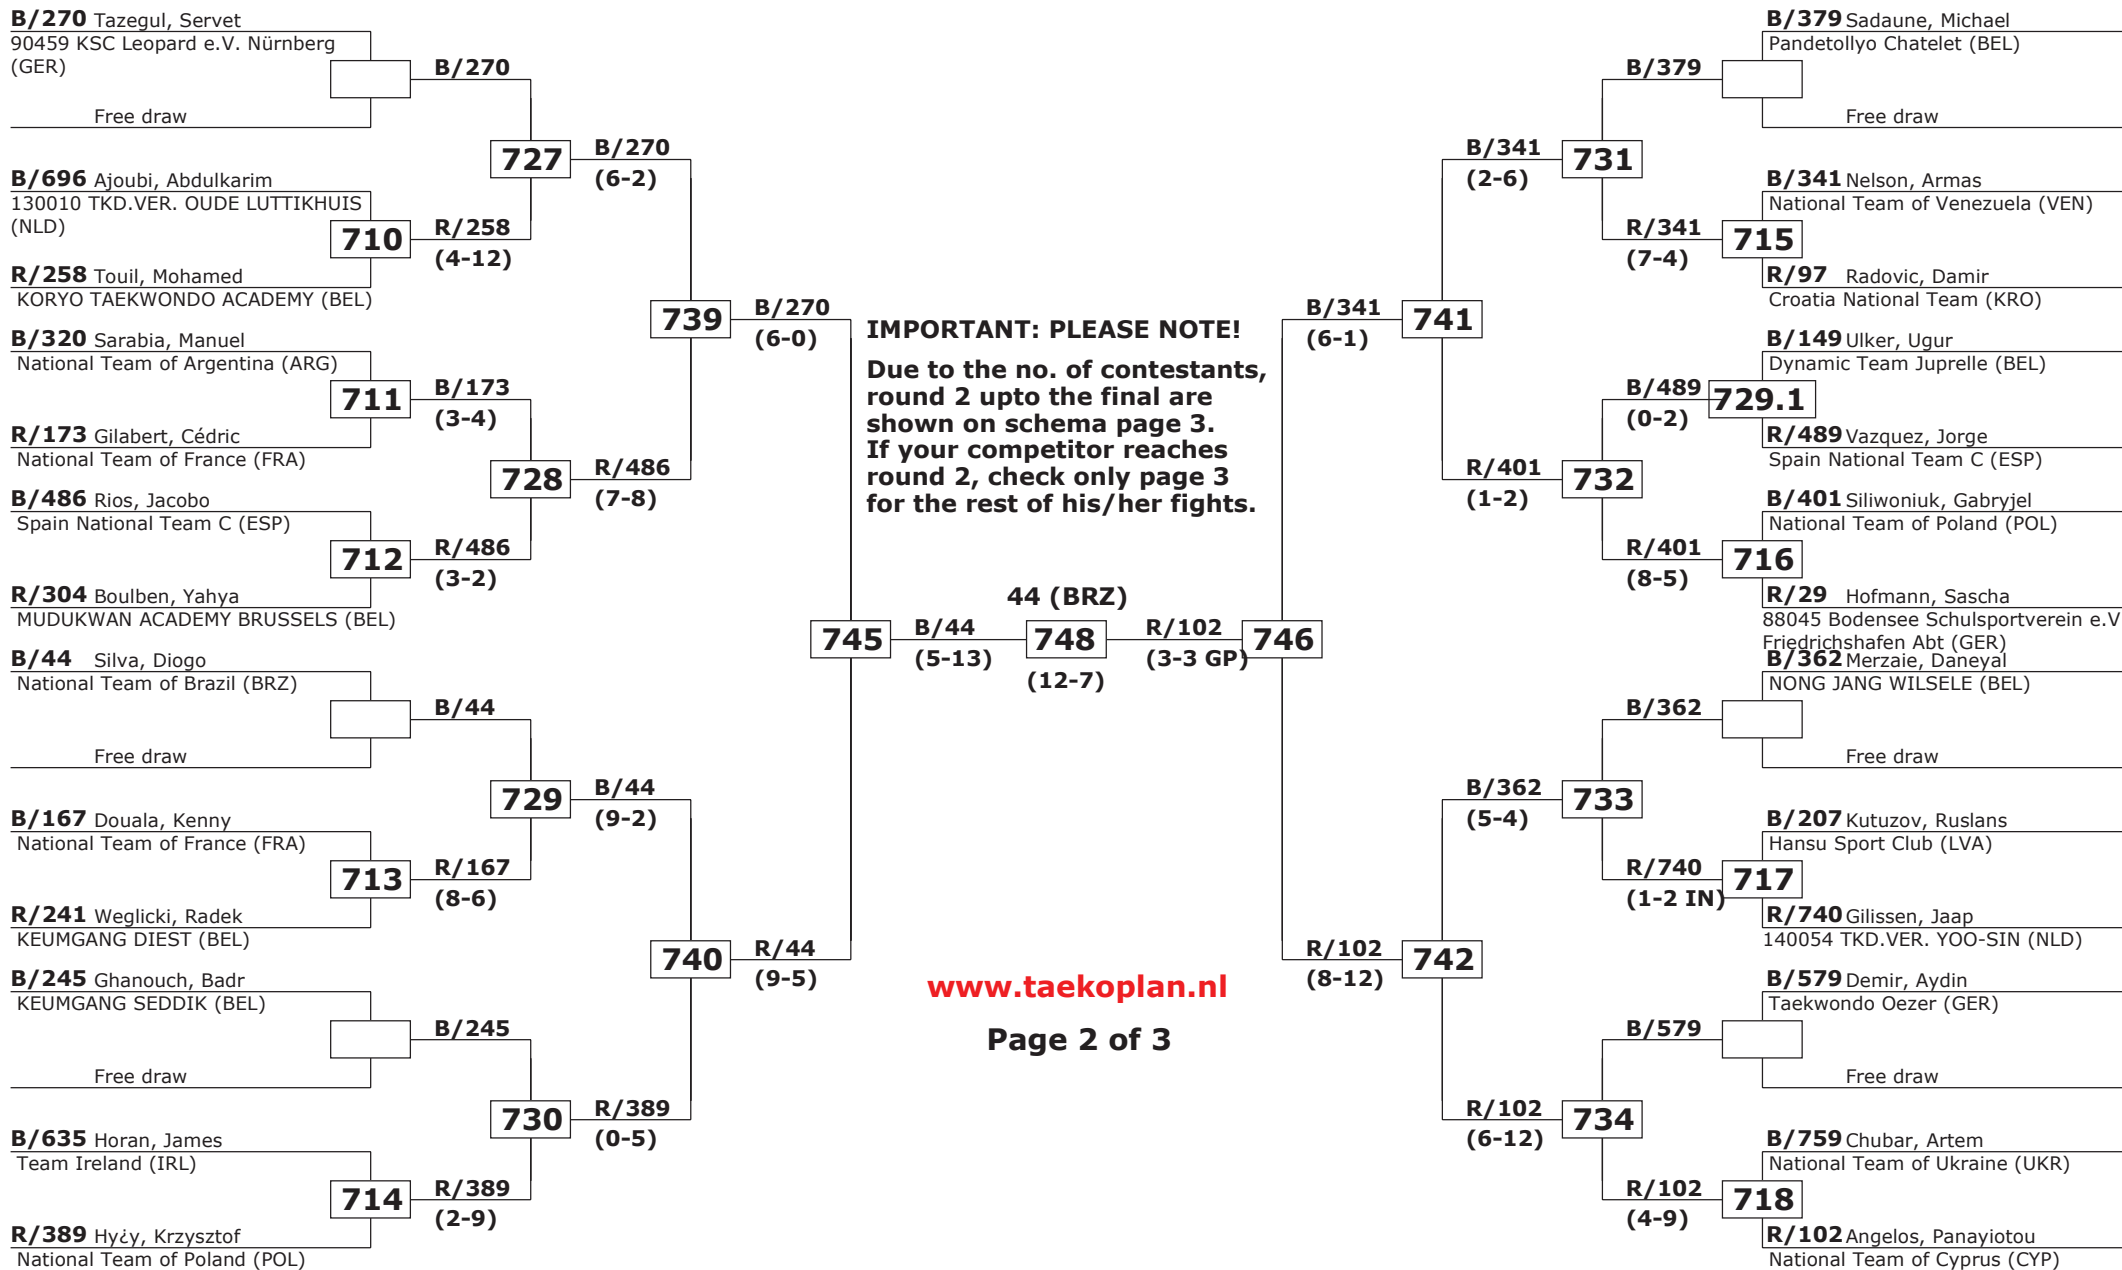 B/270 Tazegul, Servet
90459 KSC Leopard e.V. Nürnberg
(GER)
Free draw
B/696 Ajoubi, Abdulkarim
130010 TKD.VER. OUDE LUTTIKHUIS
(NLD)
710
R/258 Touil, Mohamed
KORYO TAEKWONDO ACADEMY (BEL)
B/320 Sarabia, Manuel
National Team of Argentina (ARG)
711
R/173 Gilabert, Cédric
National Team of France (FRA)
B/486 Rios, Jacobo
Spain National Team C (ESP)
712
R/304 Boulben, Yahya
MUDUKWAN ACADEMY BRUSSELS (BEL)
B/44 Silva, Diogo
National Team of Brazil (BRZ)
Free draw
B/167 Douala, Kenny
National Team of France (FRA)
713
R/241 Weglicki, Radek
KEUMGANG DIEST (BEL)
B/245 Ghanouch, Badr
KEUMGANG SEDDIK (BEL)
Free draw
B/635 Horan, James
Team Ireland (IRL)
714
R/389 Hy¿y, Krzysztof
National Team of Poland (POL)
B/270
727
R/258
(4-12)
B/173
(3-4)
728
R/486
(3-2)
B/44
729
R/167
(8-6)
B/245
730
R/389
(2-9)
B/270
(6-2)
739
R/486
(7-8)
B/44
(9-2)
740
R/389
(0-5)
B/270
(6-0)
745
R/44
(9-5)
IMPORTANT: PLEASE NOTE!
Due to the no. of contestants,
round 2 upto the final are
shown on schema page 3.
If your competitor reaches
round 2, check only page 3
for the rest of his/her fights.
44 (BRZ)
B/44
(5-13)
748
(12-7)
R/102
(3-3 GP)
746
www.taekoplan.nl
Page 2 of 3
B/341
(6-1)
741
R/102
(8-12)
742
B/341
(2-6)
731
R/401
(1-2)
732
B/362
(5-4)
733
R/102
(6-12)
734
B/379
R/341
(7-4)
B/489
(0-2)
R/401
(8-5)
B/362
R/740
(1-2 IN)
B/579
R/102
(4-9)
B/379 Sadaune, Michael
Pandetollyo Chatelet (BEL)
Free draw
B/341 Nelson, Armas
National Team of Venezuela (VEN)
715
R/97 Radovic, Damir
Croatia National Team (KRO)
B/149 Ulker, Ugur
Dynamic Team Juprelle (BEL)
729.1
R/489 Vazquez, Jorge
Spain National Team C (ESP)
B/401 Siliwoniuk, Gabryjel
National Team of Poland (POL)
716
R/29 Hofmann, Sascha
88045 Bodensee Schulsportverein e.V
Friedrichshafen Abt (GER)
B/362 Merzaie, Daneyal
NONG JANG WILSELE (BEL)
Free draw
B/207 Kutuzov, Ruslans
Hansu Sport Club (LVA)
717
R/740 Gilissen, Jaap
140054 TKD.VER. YOO-SIN (NLD)
B/579 Demir, Aydin
Taekwondo Oezer (GER)
Free draw
B/759 Chubar, Artem
National Team of Ukraine (UKR)
718
R/102 Angelos, Panayiotou
National Team of Cyprus (CYP)